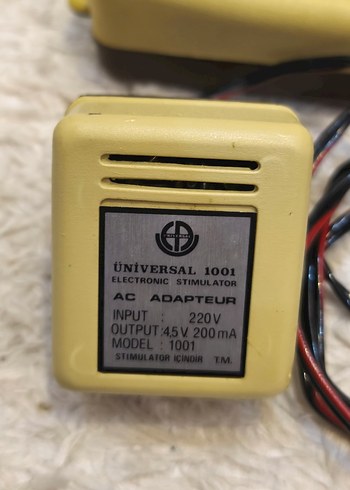 ÜNİVERSAL 1001
ELECTRONIC STIMULATOR
AC ADAPTEUR
INPUT : 220V
OUTPUT:4,5V. 200mA
MODEL : 1001
STIMULATOR İÇİNDİR T.M.